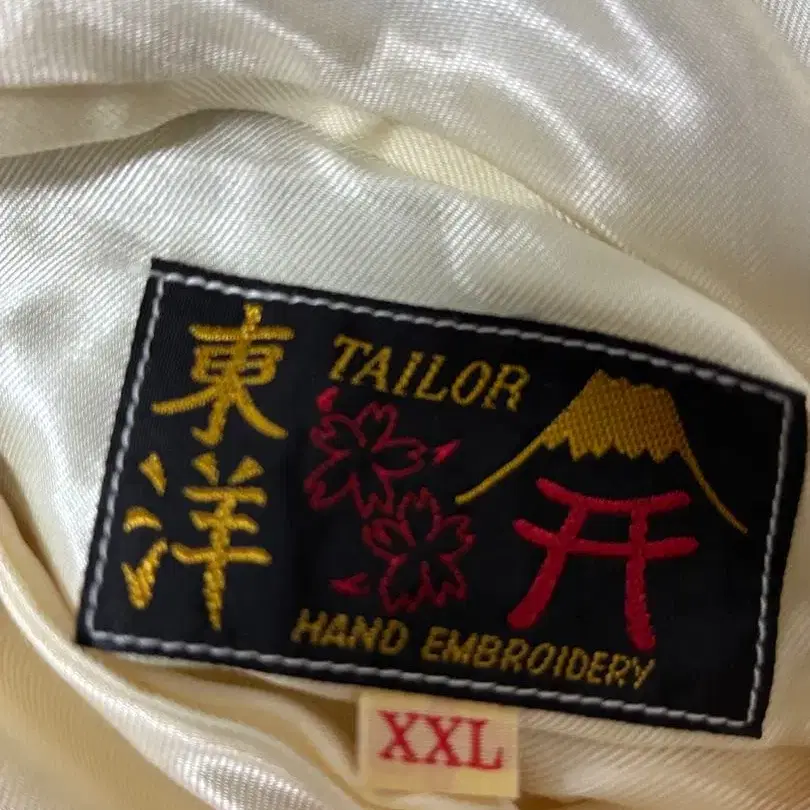 東洋
TAILOR
HAND EMBROIDERY
XXL